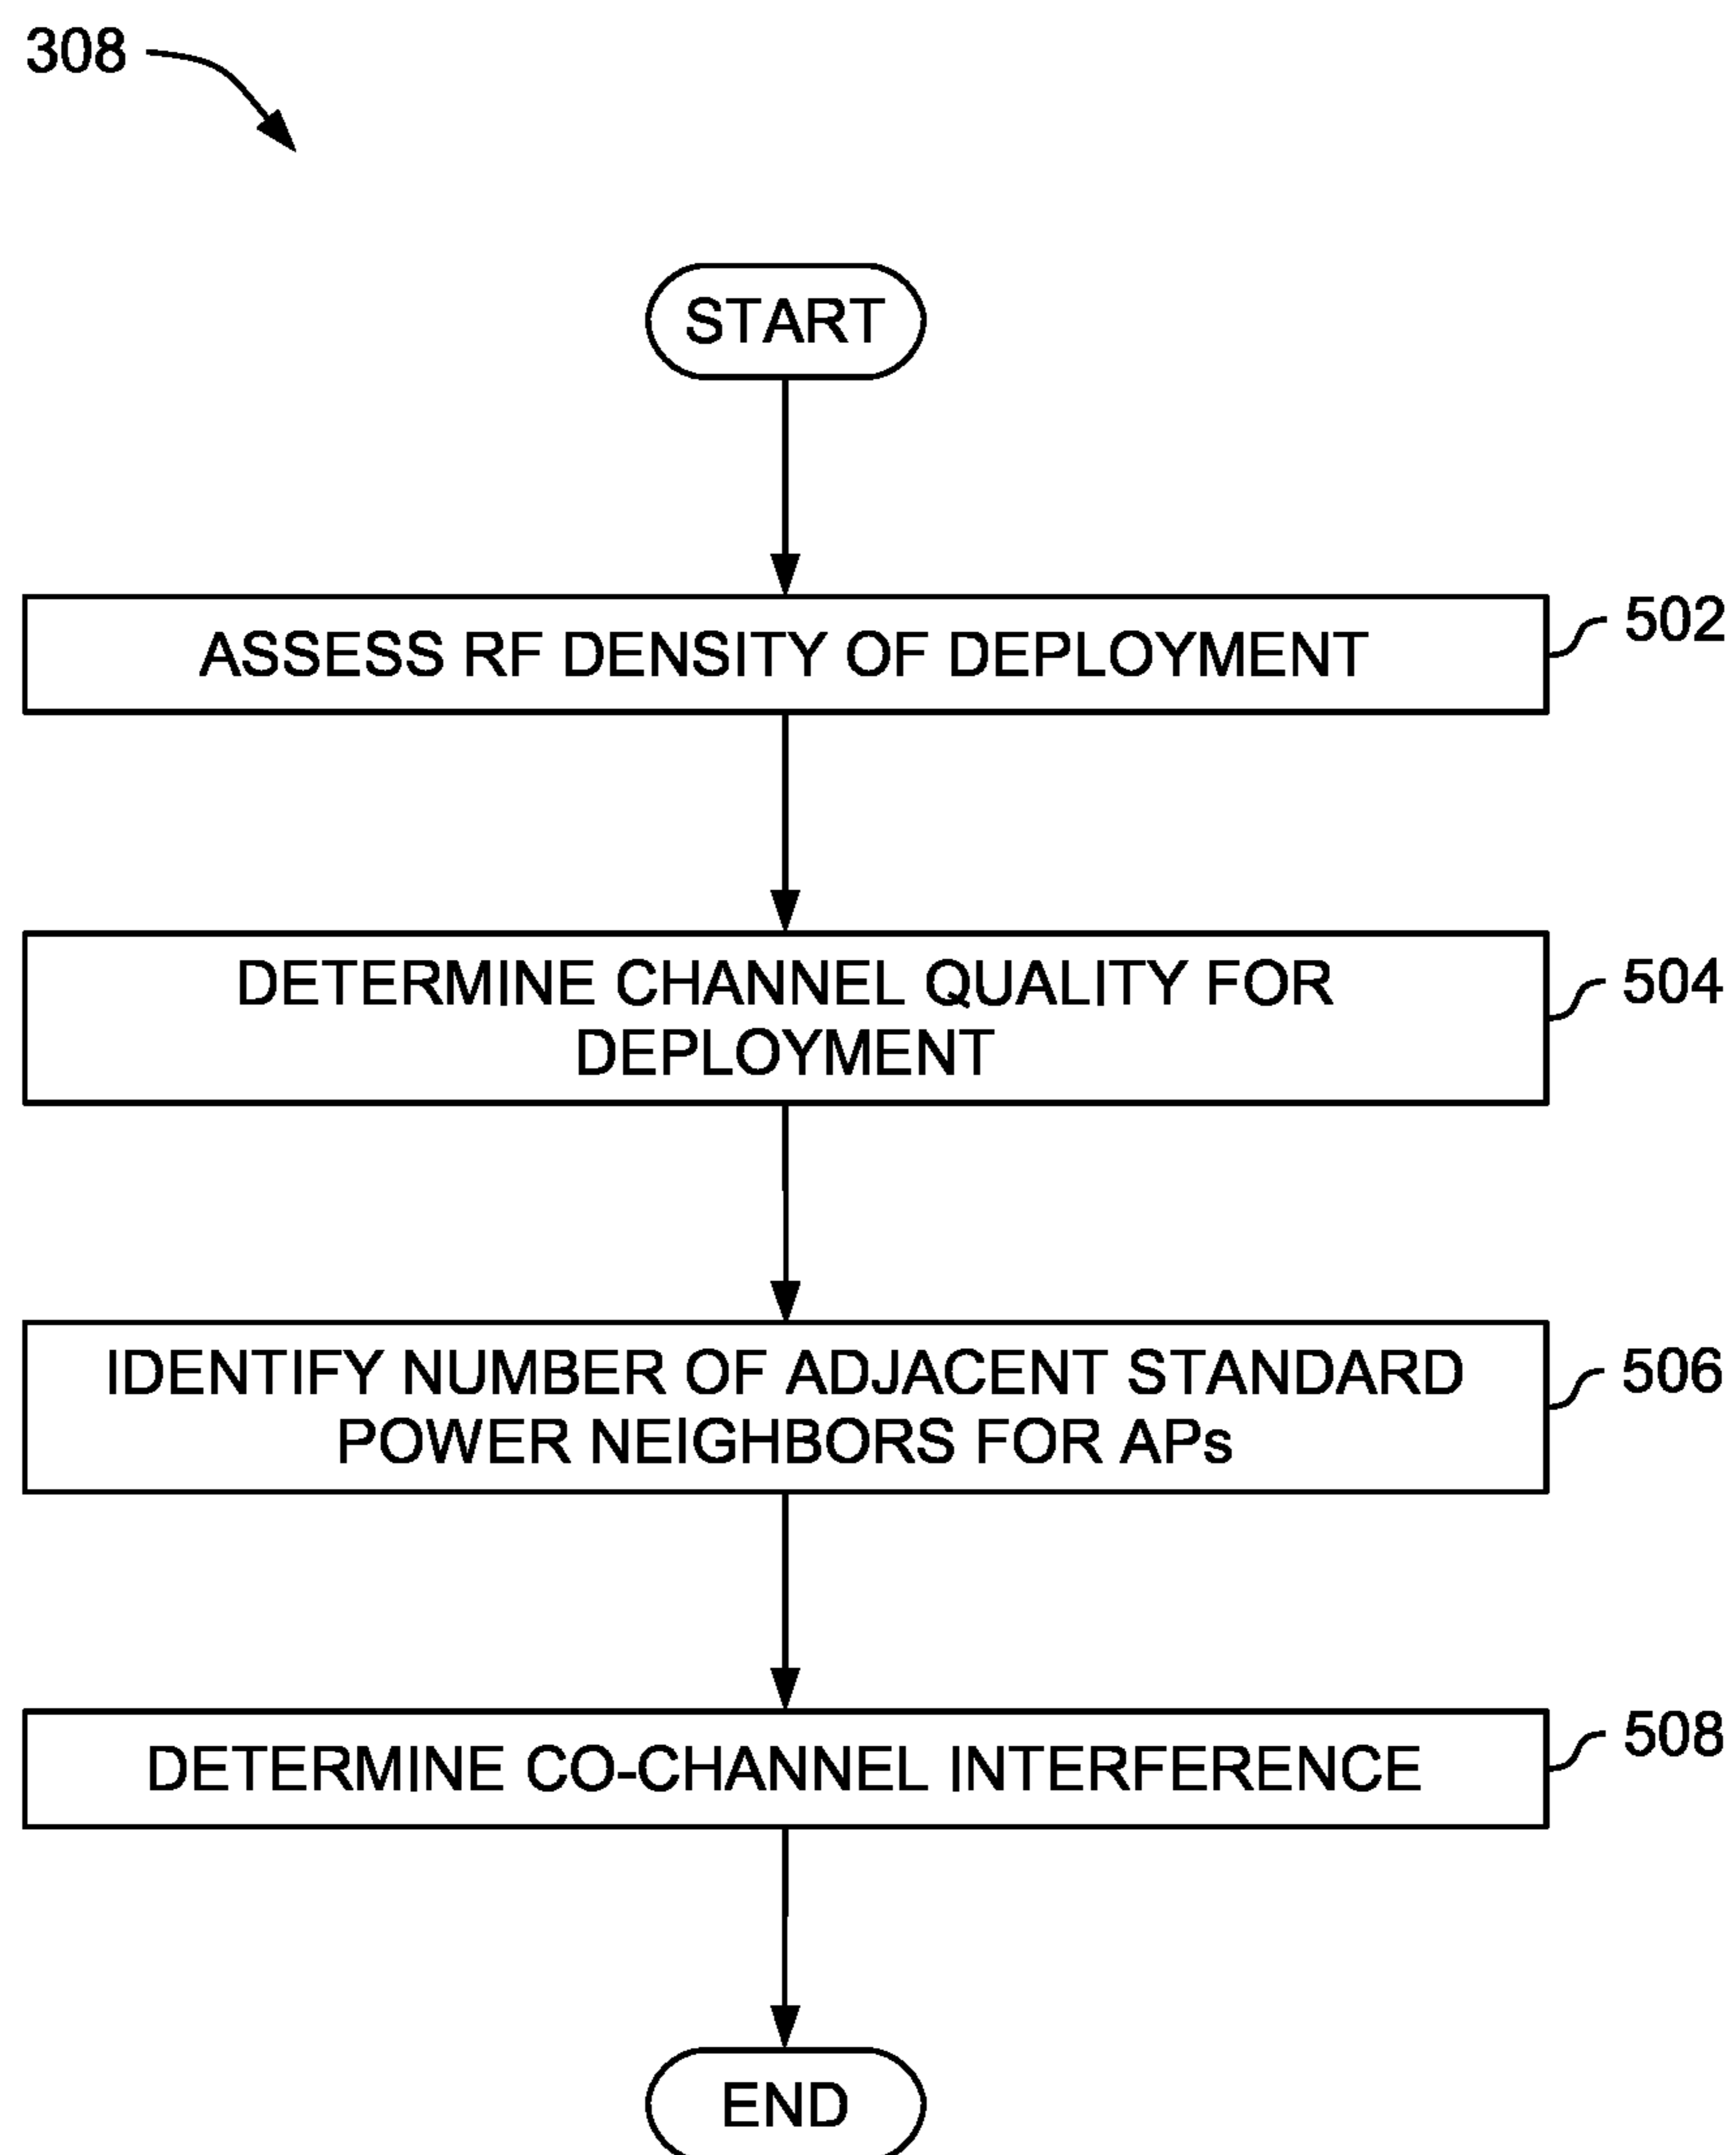 308
START
ASSESS RF DENSITY OF DEPLOYMENT
502
DETERMINE CHANNEL QUALITY FOR
DEPLOYMENT
504
IDENTIFY NUMBER OF ADJACENT STANDARD
POWER NEIGHBORS FOR APs
506
DETERMINE CO-CHANNEL INTERFERENCE
508
END